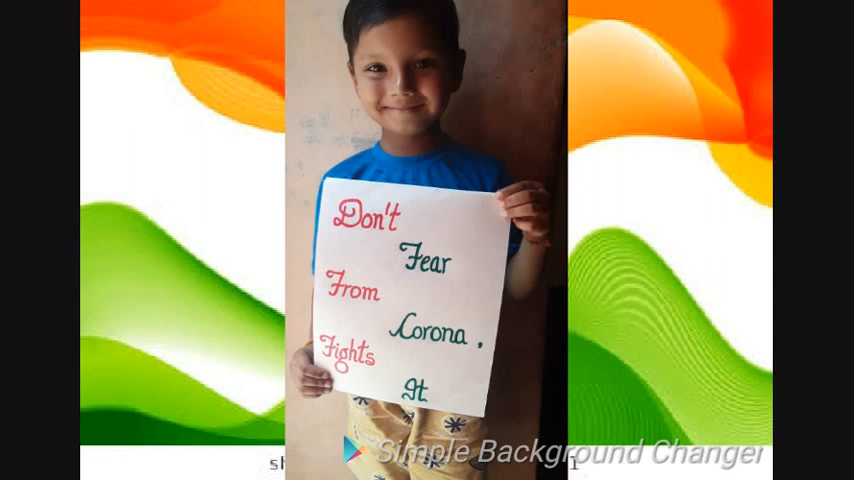 Don't
Fear
From
Corona,
Fights
It
Simple Background Changer